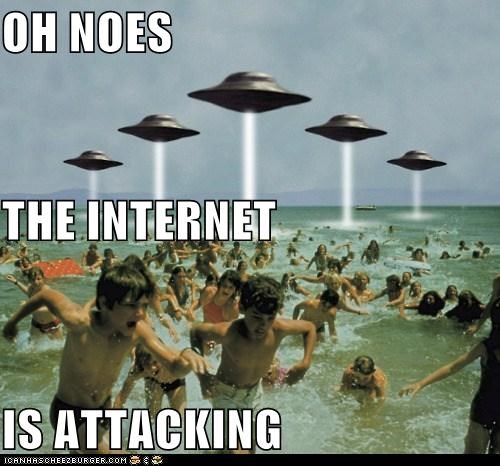 OH NOES
THE INTERNET
IS ATTACKING
ICANHASCHEEZBURGER.COM